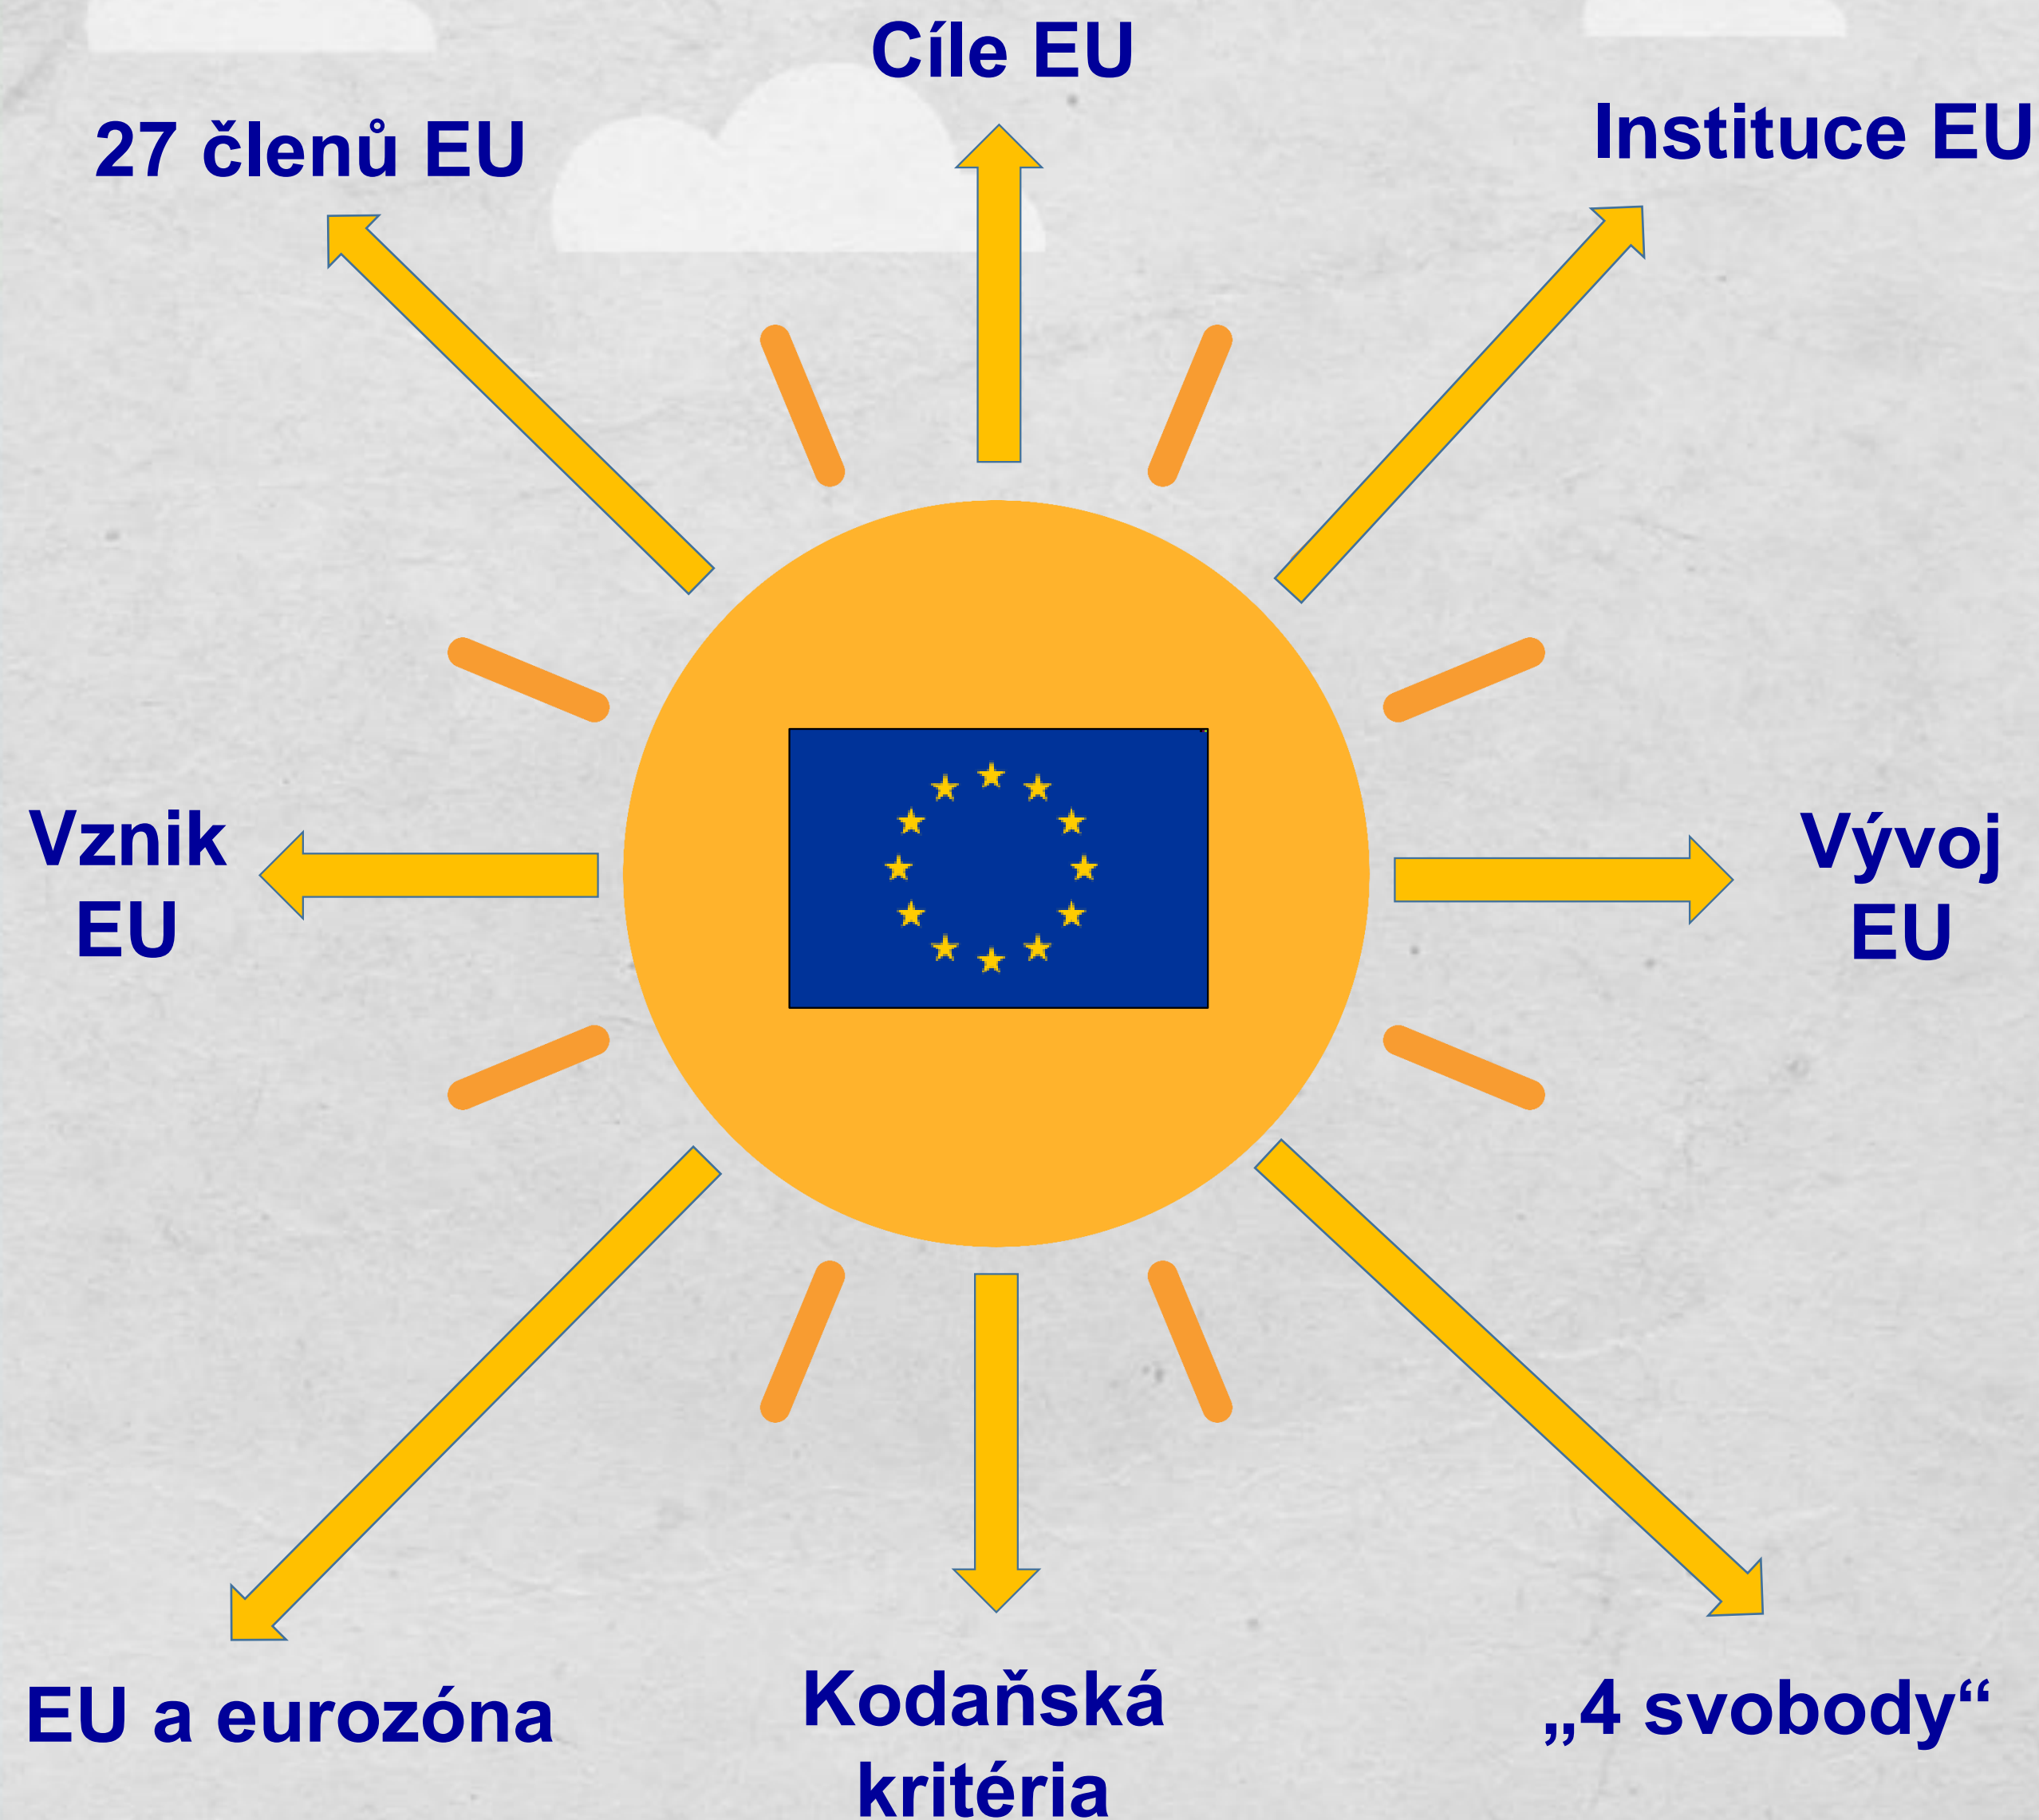 Cíle EU
27 členů EU
Instituce EU
Vznik
EU
Vývoj
EU
EU a eurozóna
Kodaňská
kritéria
„4 svobody“